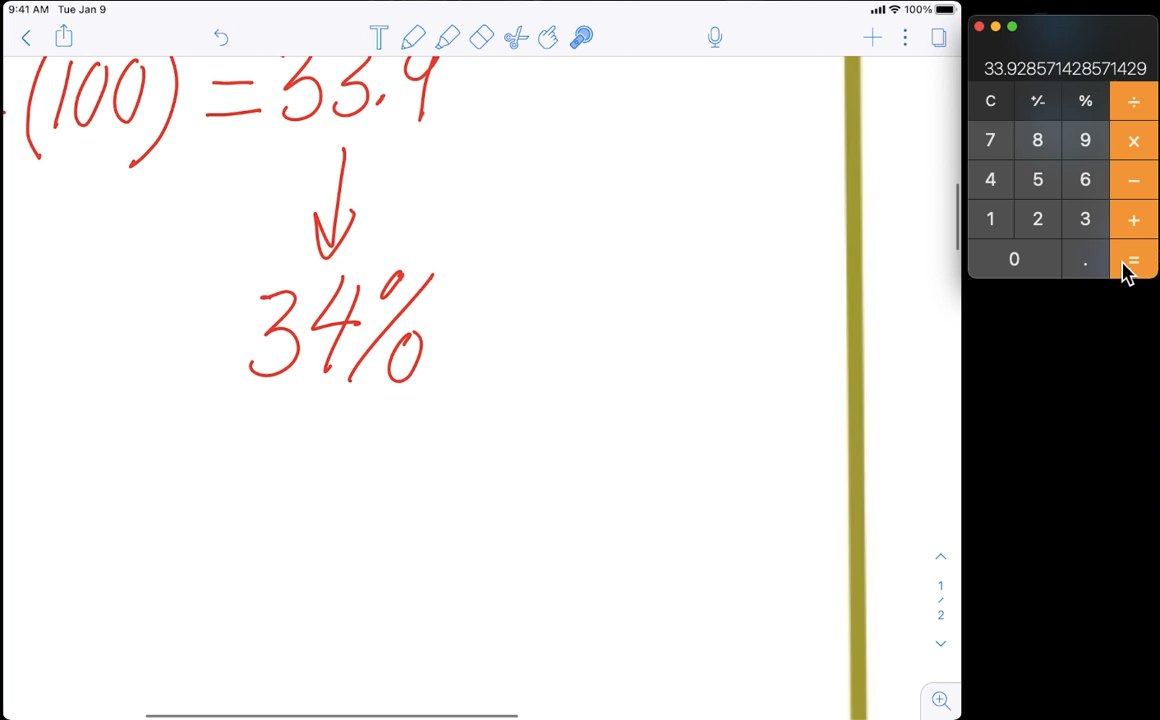 9:41 AM Tue Jan 9 100%
T
(100) = 33.9
34%
1
2
33.928571428571429
C +/- % ÷
7 8 9 ×
4 5 6 −
1 2 3 +
0 . =